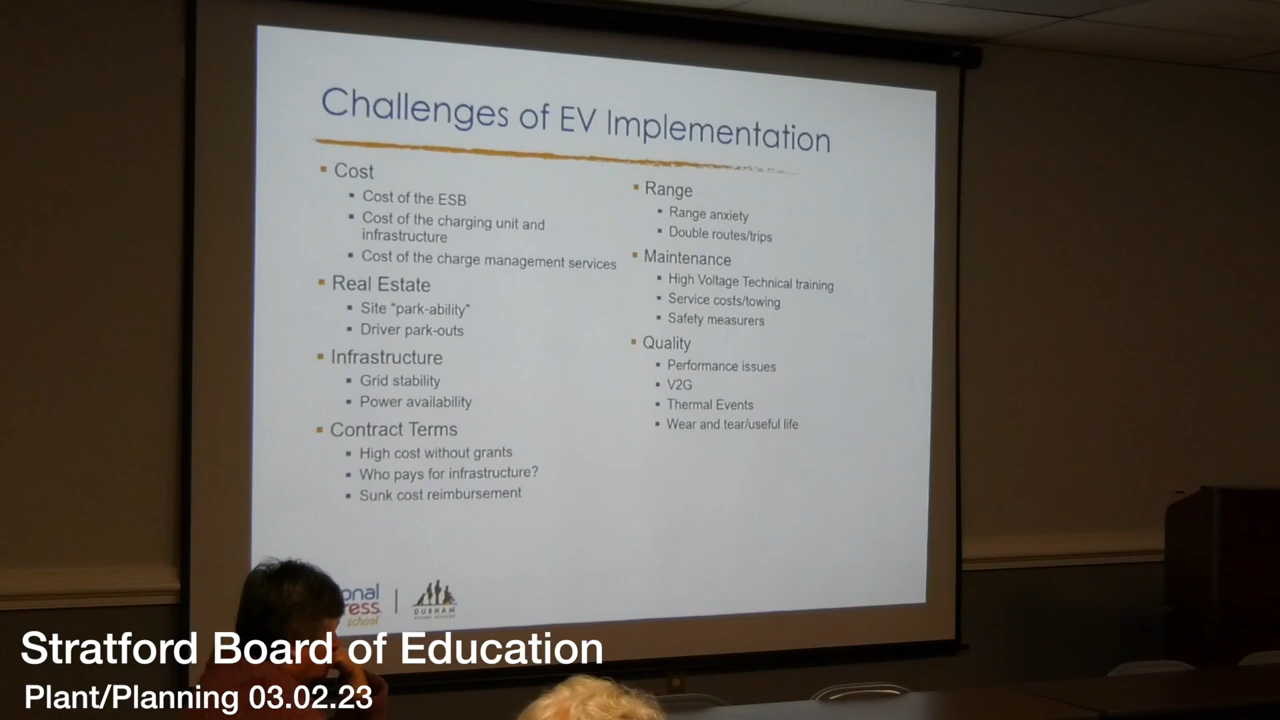 Challenges of EV Implementation
Cost
Cost of the ESB
Cost of the charging unit and
infrastructure
Cost of the charge management services
Real Estate
Site "park-ability"
Driver park-outs
Infrastructure
Grid stability
Power availability
Contract Terms
High cost without grants
Who pays for infrastructure?
Sunk cost reimbursement
Range
Range anxiety
Double routes/trips
Maintenance
High Voltage Technical training
Service costs/towing
Safety measurers
Quality
Performance issues
V2G
Thermal Events
Wear and tear/useful life
school
DURHAM
Stratford Board of Education
Plant/Planning 03.02.23